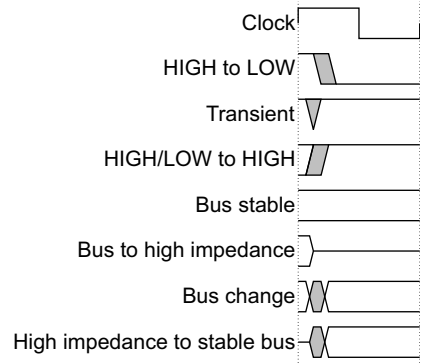 Clock
HIGH to LOW
Transient
HIGH/LOW to HIGH
Bus stable
Bus to high impedance
Bus change
High impedance to stable bus